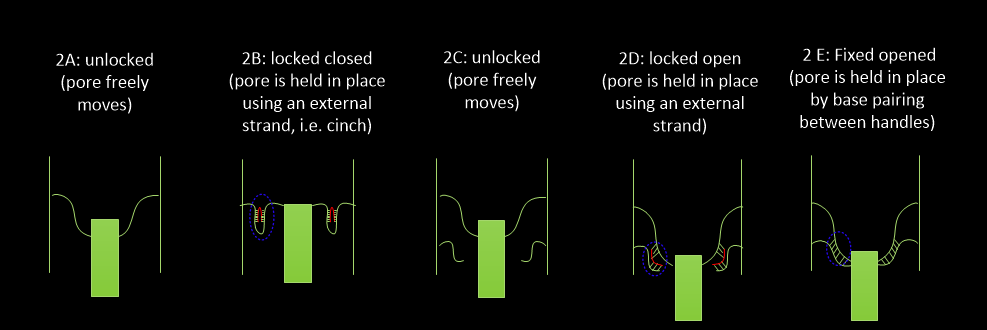 2A: unlocked
(pore freely
moves)
2B: locked closed
(pore is held in place
using an external
strand, i.e. cinch)
2C: unlocked
(pore freely
moves)
2D: locked open
(pore is held in place
using an external
strand)
2 E: Fixed opened
(pore is held in place
by base pairing
between handles)